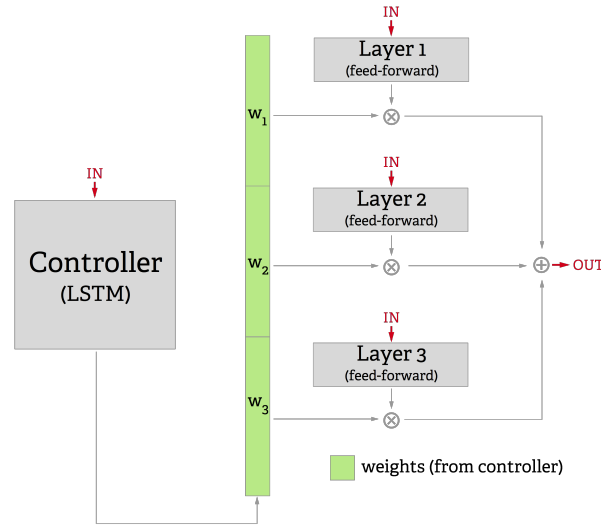 IN
Layer 1
(feed-forward)
w1
IN
Controller
(LSTM)
IN
Layer 2
(feed-forward)
w2
OUT
IN
Layer 3
(feed-forward)
w3
weights (from controller)